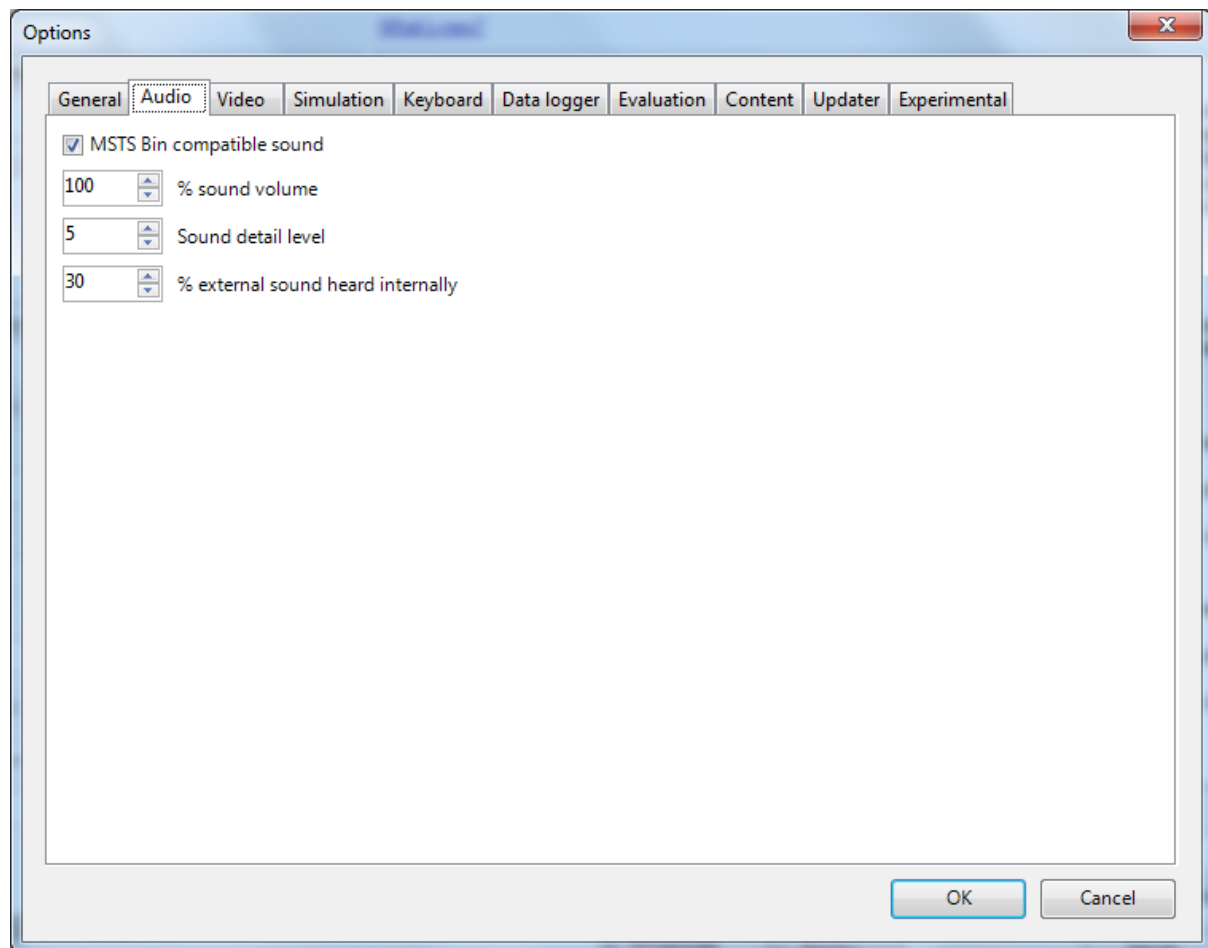 Options
General Audio Video Simulation Keyboard Data logger Evaluation Content Updater Experimental
MSTS Bin compatible sound
100 % sound volume
5 Sound detail level
30 % external sound heard internally
OK Cancel